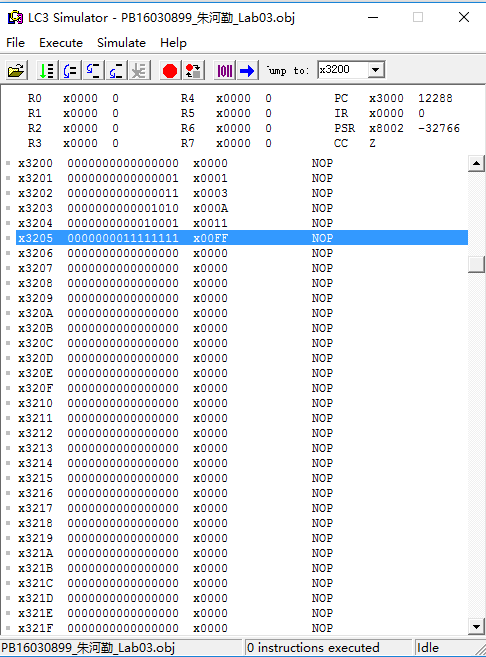 LC3 Simulator - PB16030899_朱河勤_Lab03.obj
File Execute Simulate Help
Jump to: x3200
R0 x0000 0 R4 x0000 0 PC x3000 12288
R1 x0000 0 R5 x0000 0 IR x0000 0
R2 x0000 0 R6 x0000 0 PSR x8002 -32766
R3 x0000 0 R7 x0000 0 CC Z
x3200 0000000000000000 x0000 NOP
x3201 0000000000000001 x0001 NOP
x3202 0000000000000011 x0003 NOP
x3203 0000000000001010 x000A NOP
x3204 0000000000010001 x0011 NOP
x3205 0000000011111111 x00FF NOP
x3206 0000000000000000 x0000 NOP
x3207 0000000000000000 x0000 NOP
x3208 0000000000000000 x0000 NOP
x3209 0000000000000000 x0000 NOP
x320A 0000000000000000 x0000 NOP
x320B 0000000000000000 x0000 NOP
x320C 0000000000000000 x0000 NOP
x320D 0000000000000000 x0000 NOP
x320E 0000000000000000 x0000 NOP
x320F 0000000000000000 x0000 NOP
x3210 0000000000000000 x0000 NOP
x3211 0000000000000000 x0000 NOP
x3212 0000000000000000 x0000 NOP
x3213 0000000000000000 x0000 NOP
x3214 0000000000000000 x0000 NOP
x3215 0000000000000000 x0000 NOP
x3216 0000000000000000 x0000 NOP
x3217 0000000000000000 x0000 NOP
x3218 0000000000000000 x0000 NOP
x3219 0000000000000000 x0000 NOP
x321A 0000000000000000 x0000 NOP
x321B 0000000000000000 x0000 NOP
x321C 0000000000000000 x0000 NOP
x321D 0000000000000000 x0000 NOP
x321E 0000000000000000 x0000 NOP
x321F 0000000000000000 x0000 NOP
PB16030899_朱河勤_Lab03.obj 0 instructions executed Idle